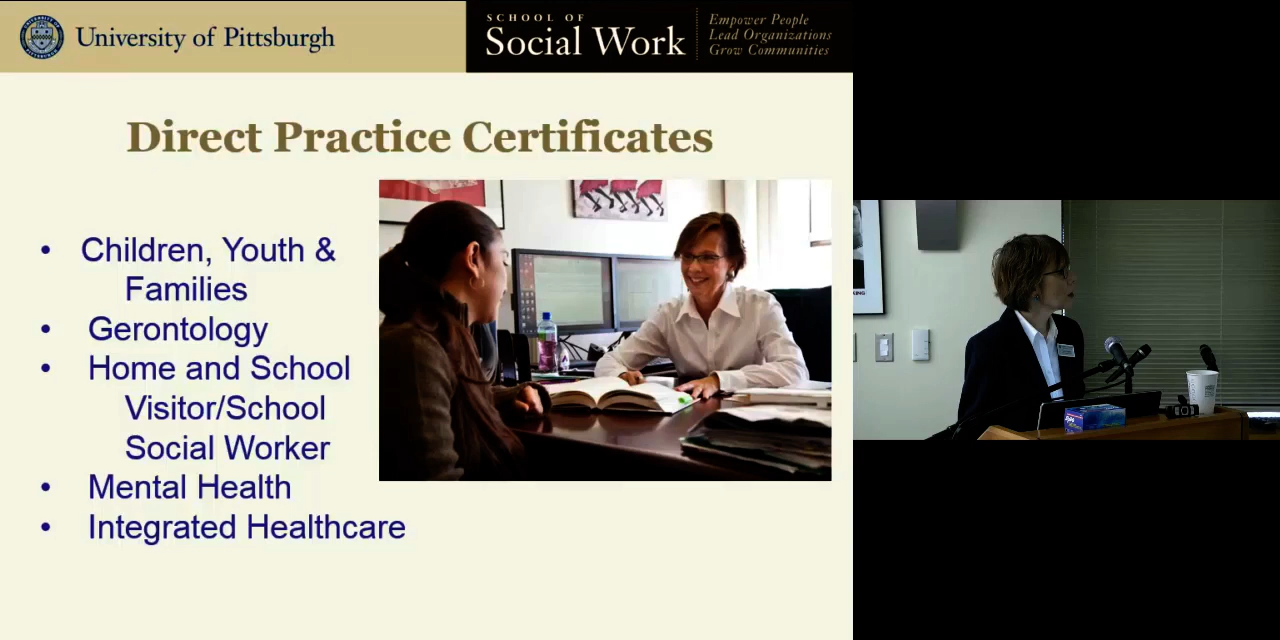 University of Pittsburgh
SCHOOL OF
Social Work
Empower People
Lead Organizations
Grow Communities
Direct Practice Certificates
• Children, Youth &
Families
• Gerontology
• Home and School
Visitor/School
Social Worker
• Mental Health
• Integrated Healthcare